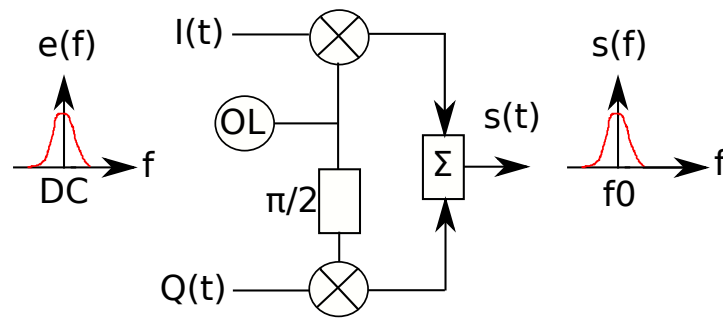 e(f)
f
DC
I(t)
OL
π/2
Q(t)
Σ
s(t)
s(f)
f
f0